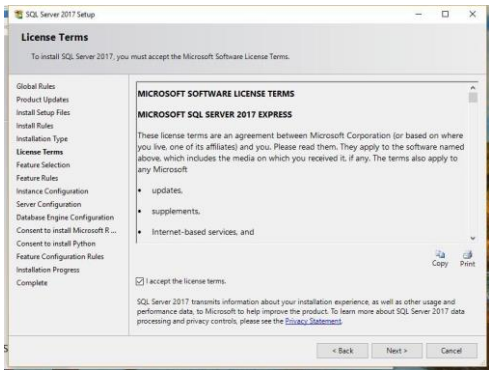 SQL Server 2017 Setup
License Terms
To install SQL Server 2017, you must accept the Microsoft Software License Terms.
Global Rules
Product Updates
Install Setup Files
Install Rules
Installation Type
License Terms
Feature Selection
Feature Rules
Instance Configuration
Server Configuration
Database Engine Configuration
Consent to install Microsoft R ...
Consent to install Python
Feature Configuration Rules
Installation Progress
Complete
MICROSOFT SOFTWARE LICENSE TERMS
MICROSOFT SQL SERVER 2017 EXPRESS
These license terms are an agreement between Microsoft Corporation (or based on where
you live, one of its affiliates) and you. Please read them. They apply to the software named
above, which includes the media on which you received it, if any. The terms also apply to
any Microsoft
• updates,
• supplements,
• Internet-based services, and
Copy Print
I accept the license terms.
SQL Server 2017 transmits information about your installation experience, as well as other usage and
performance data, to Microsoft to help improve the product. To learn more about SQL Server 2017 data
processing and privacy controls, please see the Privacy Statement.
< Back Next > Cancel